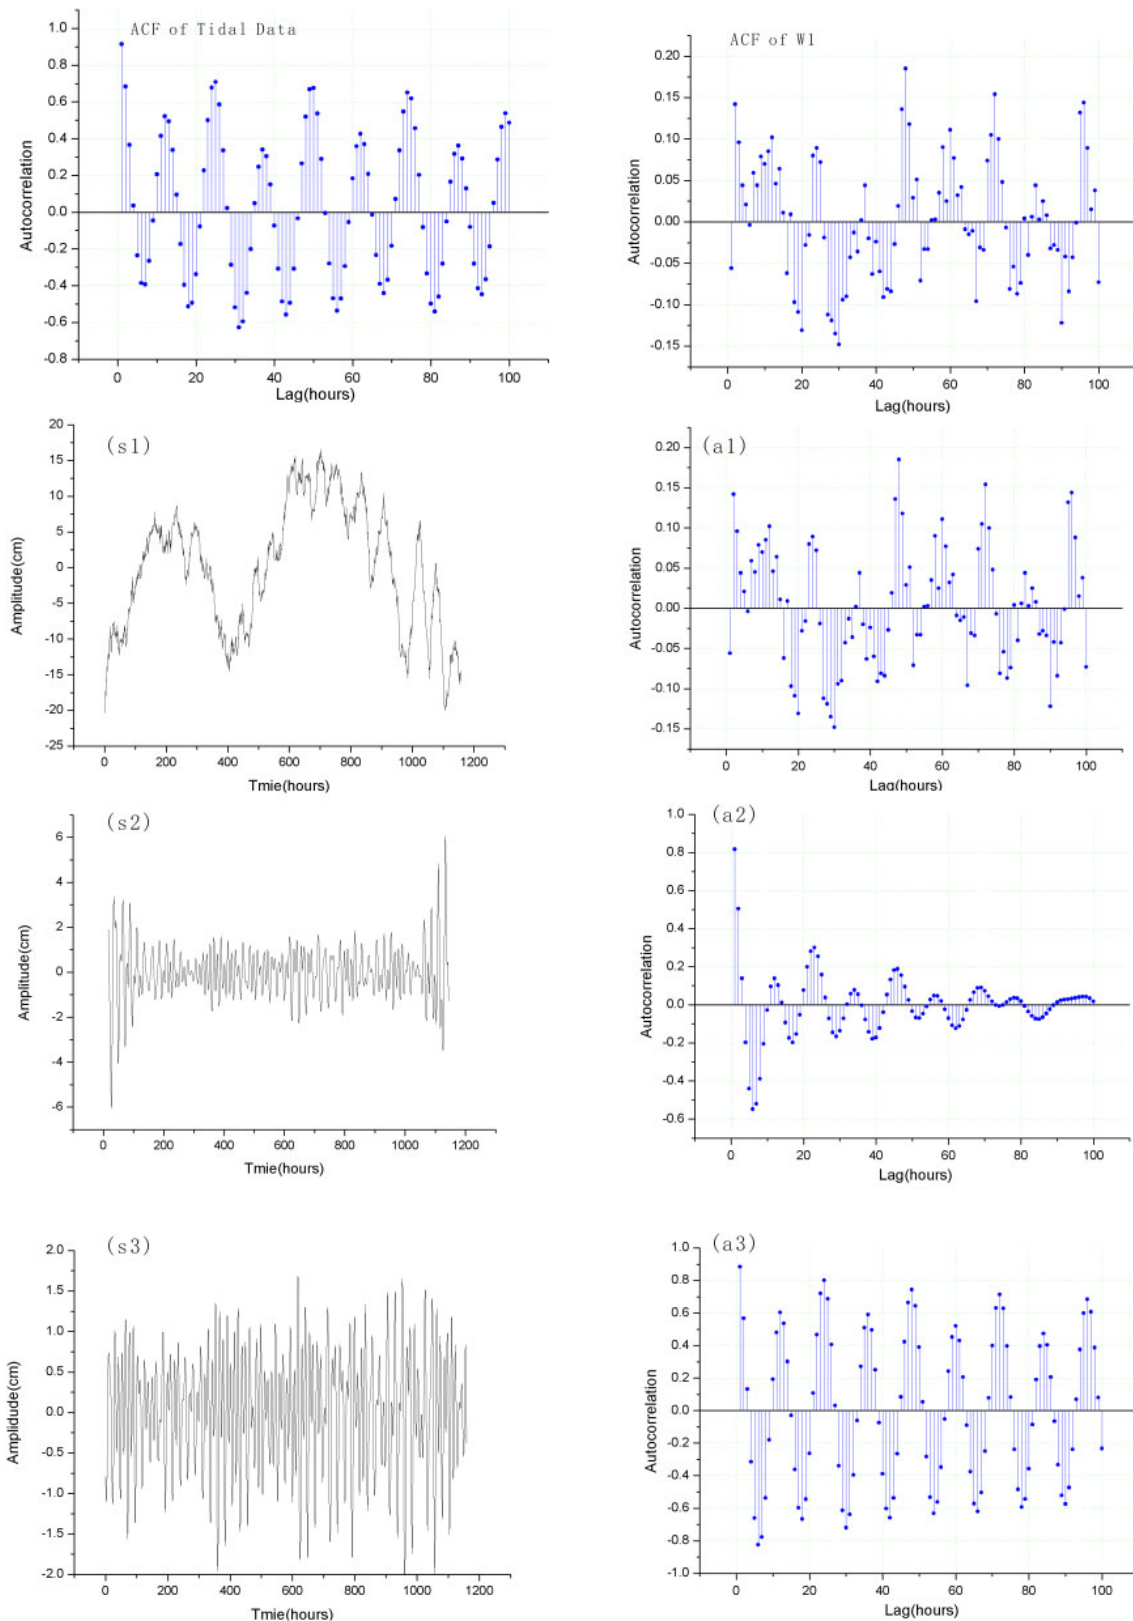 ACF of Tidal Data
1.0
0.8
0.6
0.4
0.2
0.0
-0.2
-0.4
-0.6
-0.8
Autocorrelation
0 20 40 60 80 100
Lag(hours)
ACF of W1
0.20
0.15
0.10
0.05
0.00
-0.05
-0.10
-0.15
Autocorrelation
0 20 40 60 80 100
Lag(hours)
(s1)
20
15
10
5
0
-5
-10
-15
-20
-25
Amplitude(cm)
0 200 400 600 800 1000 1200
Tmie(hours)
(a1)
0.20
0.15
0.10
0.05
0.00
-0.05
-0.10
-0.15
Autocorrelation
0 20 40 60 80 100
Lag(hours)
(s2)
6
4
2
0
-2
-4
-6
Amplitude(cm)
0 200 400 600 800 1000 1200
Tmie(hours)
(a2)
1.0
0.8
0.6
0.4
0.2
0.0
-0.2
-0.4
-0.6
Autocorrelation
0 20 40 60 80 100
Lag(hours)
(s3)
2.0
1.5
1.0
0.5
0.0
-0.5
-1.0
-1.5
-2.0
Amplidude(cm)
0 200 400 600 800 1000 1200
Tmie(hours)
(a3)
1.0
0.8
0.6
0.4
0.2
0.0
-0.2
-0.4
-0.6
-0.8
-1.0
Autocorrelation
0 20 40 60 80 100
Lag(hours)